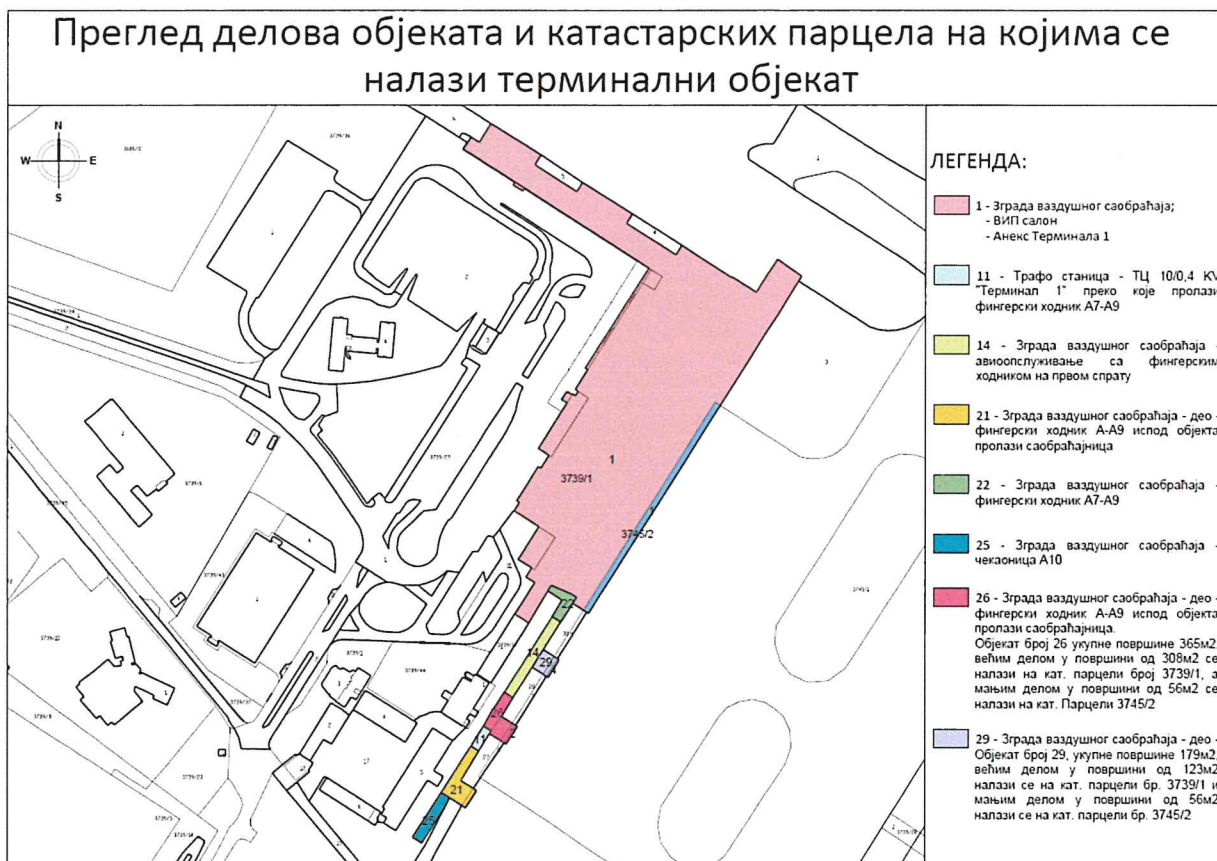 Преглед делова објеката и катастарских парцела на којима се
налази терминални објекат
N
W
E
S
ЛЕГЕНДА:
1 - Зграда ваздушног саобраћаја;
- ВИП салон
- Анекс Терминала 1
11 - Трафо станица - ТЦ 10/0,4 KV
"Терминал 1" преко које пролази
фингерски ходник А7-А9
14 - Зграда ваздушног саобраћаја -
авиоопслуживање са фингерским
ходником на првом спрату
21 - Зграда ваздушног саобраћаја - део -
фингерски ходник А-А9 испод објекта
пролази саобраћајница
22 - Зграда ваздушног саобраћаја -
фингерски ходник А7-А9
25 - Зграда ваздушног саобраћаја -
чекаоница А10
26 - Зграда ваздушног саобраћаја - део -
фингерски ходник А-А9 испод објекта
пролази саобраћајница.
Објекат број 26 укупне површине 365м2,
већим делом у површини од 308м2 се
налази на кат. парцели број 3739/1, а
мањим делом у површини од 56м2 се
налази на кат. Парцели 3745/2
29 - Зграда ваздушног саобраћаја - део -
Објекат број 29, укупне површине 179м2,
већим делом у површини од 123м2
налази се на кат. парцели бр. 3739/1 и
мањим делом у површини од 56м2
налази се на кат. парцели бр. 3745/2
1
3739/1
3745/2
22
14
29
26
11
21
25